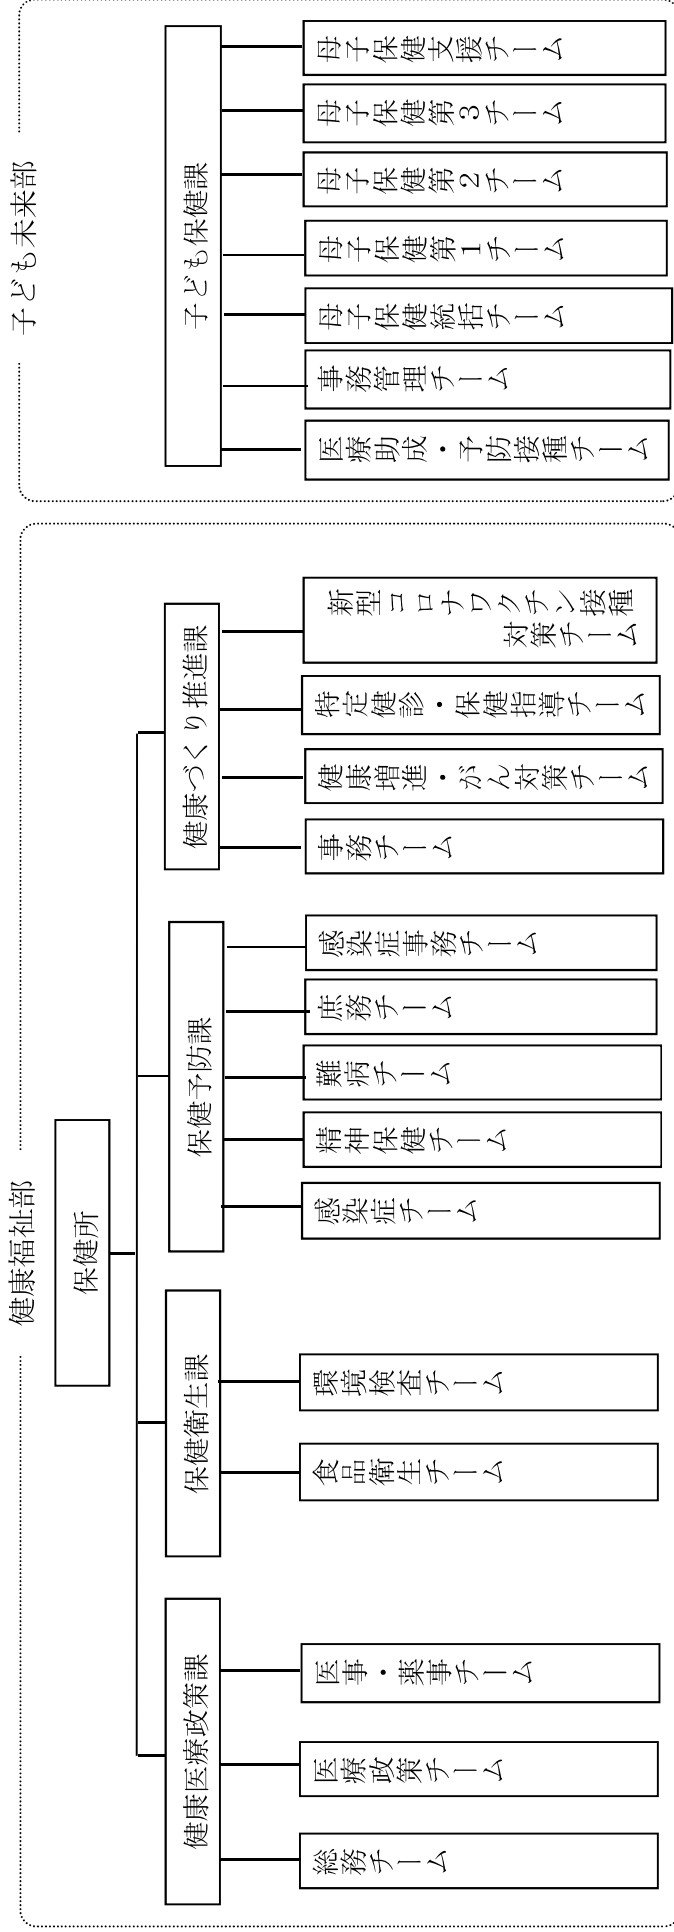 健康福祉部
保健所
健康医療政策課
総務チーム
医療政策チーム
医事・薬事チーム
保健衛生課
食品衛生チーム
環境検査チーム
保健予防課
感染症チーム
精神保健チーム
難病チーム
庶務チーム
感染症事務チーム
健康づくり推進課
事務チーム
健康増進・がん対策チーム
特定健診・保健指導チーム
新型コロナワクチン接種
対策チーム
子ども未来部
子ども保健課
医療助成・予防接種チーム
事務管理チーム
母子保健統括チーム
母子保健第1チーム
母子保健第2チーム
母子保健第3チーム
母子保健支援チーム